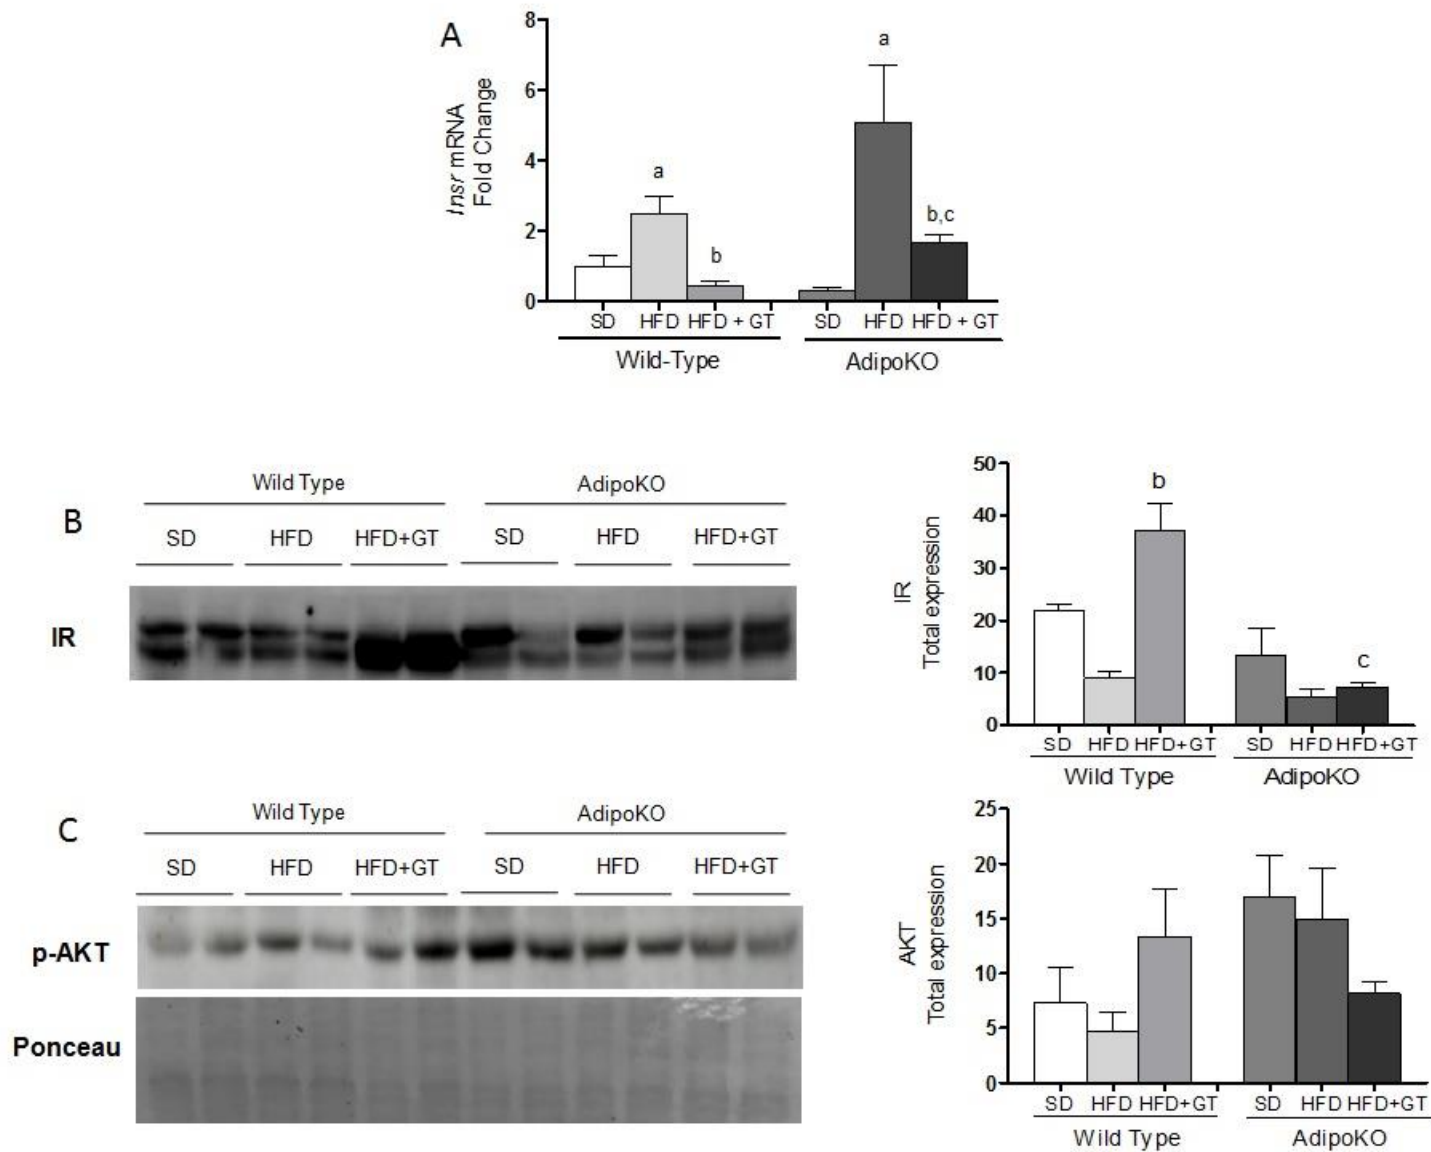 A
Insr mRNA
Fold Change
8
6
4
2
0
a
b
a
b,c
SD HFD HFD + GT SD HFD HFD + GT
Wild-Type AdipoKO
B
Wild Type AdipoKO
SD HFD HFD+GT SD HFD HFD+GT
IR
IR
Total expression
50
40
30
20
10
0
b
c
SD HFD HFD+GT SD HFD HFD+GT
Wild Type AdipoKO
C
Wild Type AdipoKO
SD HFD HFD+GT SD HFD HFD+GT
p-AKT
Ponceau
AKT
Total expression
25
20
15
10
5
0
SD HFD HFD+GT SD HFD HFD+GT
Wild Type AdipoKO